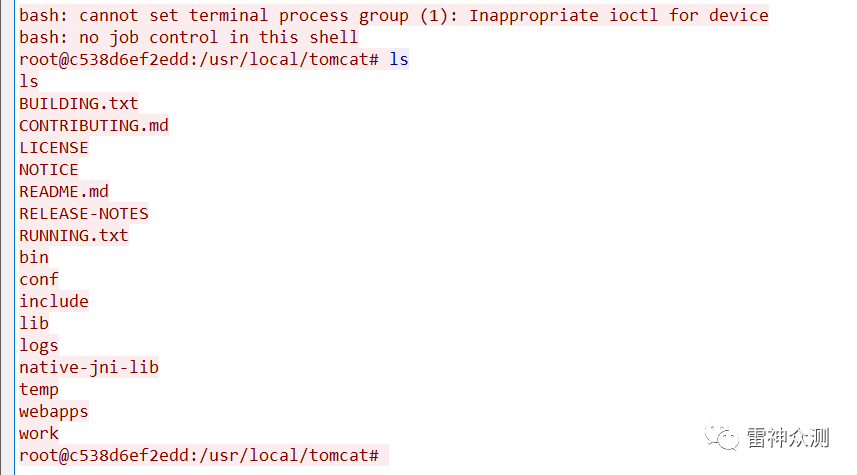 bash: cannot set terminal process group (1): Inappropriate ioctl for device
bash: no job control in this shell
root@c538d6ef2edd:/usr/local/tomcat# ls
ls
BUILDING.txt
CONTRIBUTING.md
LICENSE
NOTICE
README.md
RELEASE-NOTES
RUNNING.txt
bin
conf
include
lib
logs
native-jni-lib
temp
webapps
work
root@c538d6ef2edd:/usr/local/tomcat#
雷神众测